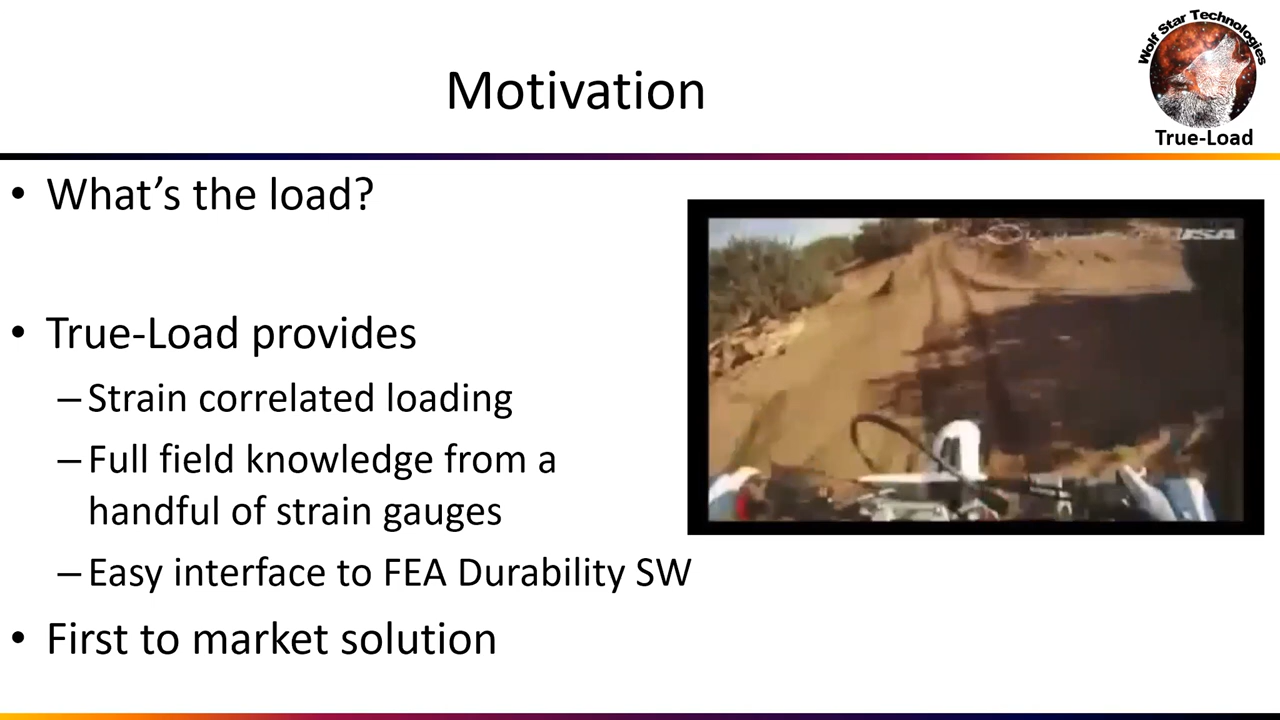 Motivation
Wolf Star Technologies
True-Load
• What’s the load?
• True-Load provides
– Strain correlated loading
– Full field knowledge from a
handful of strain gauges
– Easy interface to FEA Durability SW
• First to market solution
USA